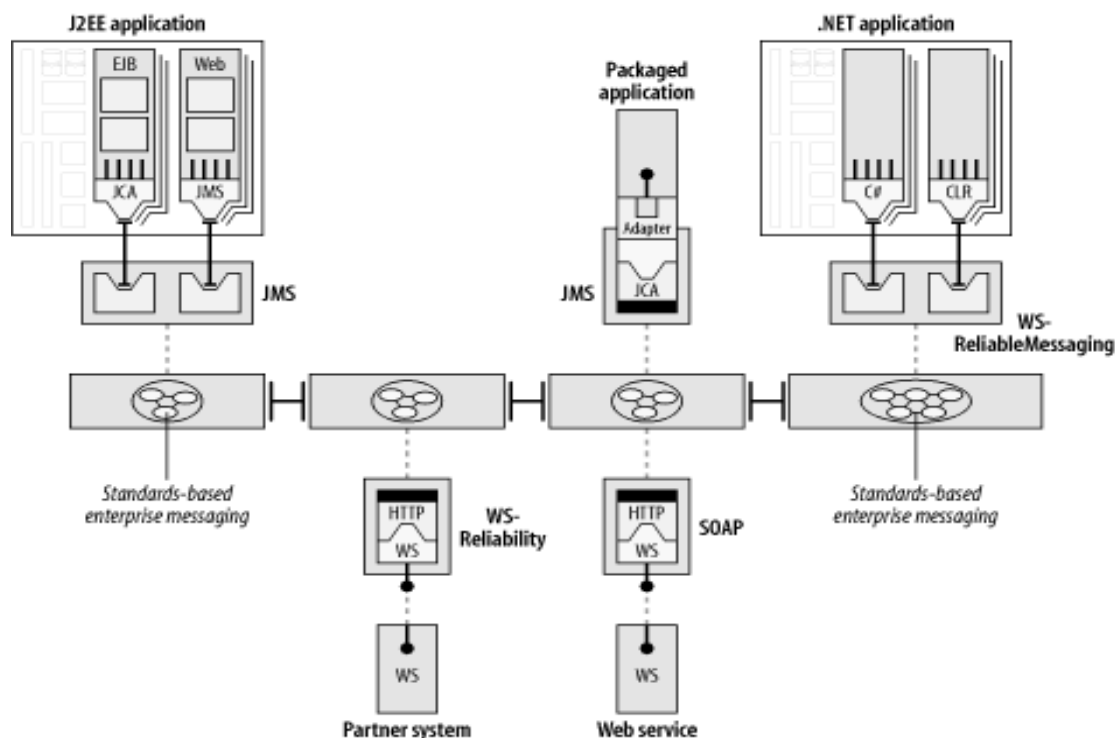 J2EE application
.NET application
EJB
Web
Packaged
application
JCA
JMS
C#
CLR
Adapter
JMS
JMS
JCA
WS-
ReliableMessaging
Standards-based
enterprise messaging
HTTP
WS
WS-
Reliability
HTTP
WS
SOAP
Standards-based
enterprise messaging
WS
WS
Partner system
Web service